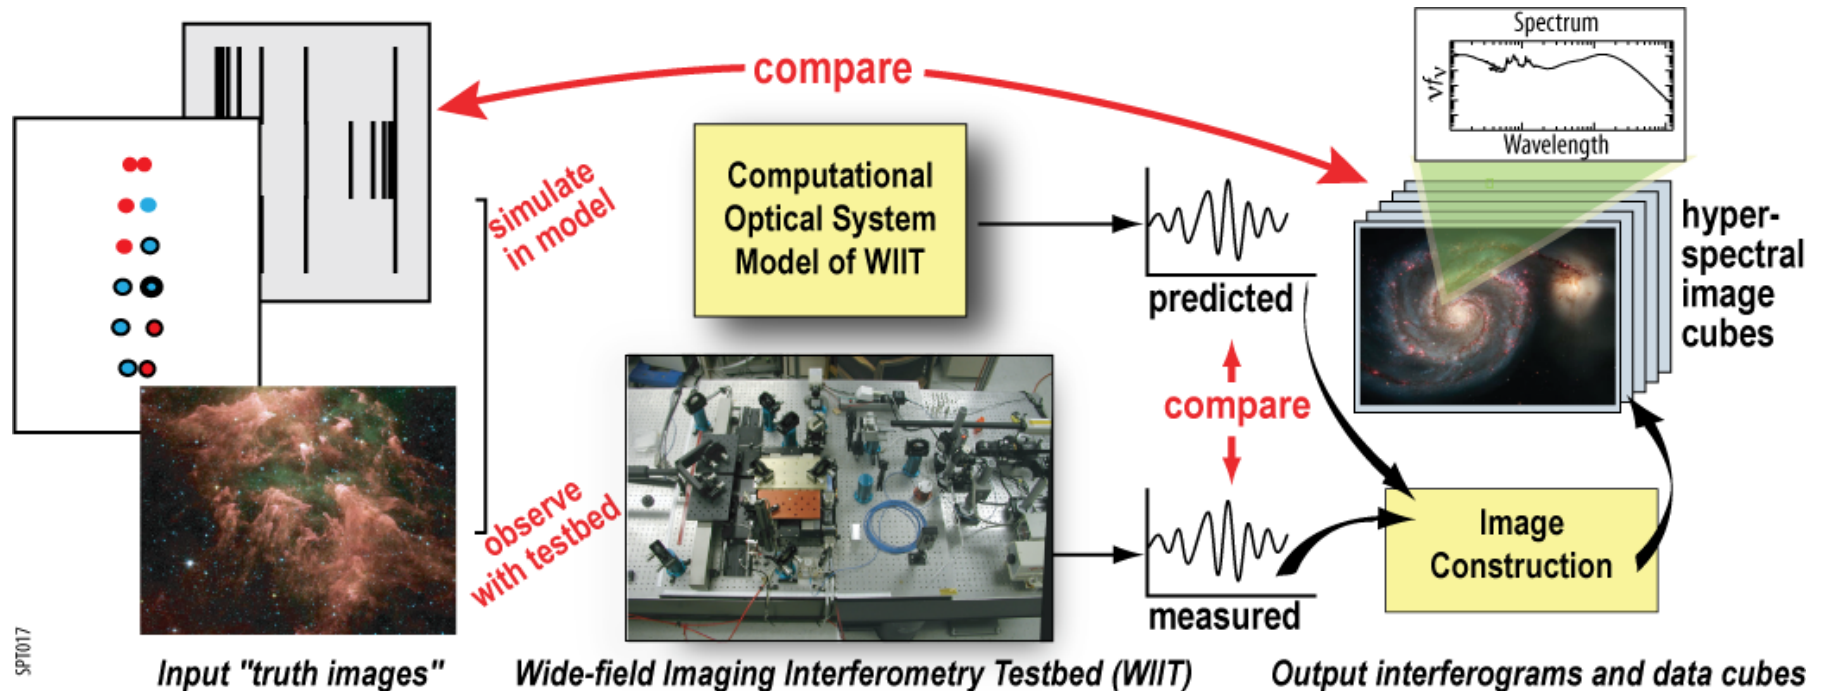 compare
simulate
in model
observe
with testbed
Computational
Optical System
Model of WIIT
predicted
compare
measured
Spectrum
νfν
Wavelength
hyper-
spectral
image
cubes
Image
Construction
SPT017
Input "truth images"
Wide-field Imaging Interferometry Testbed (WIIT)
Output interferograms and data cubes